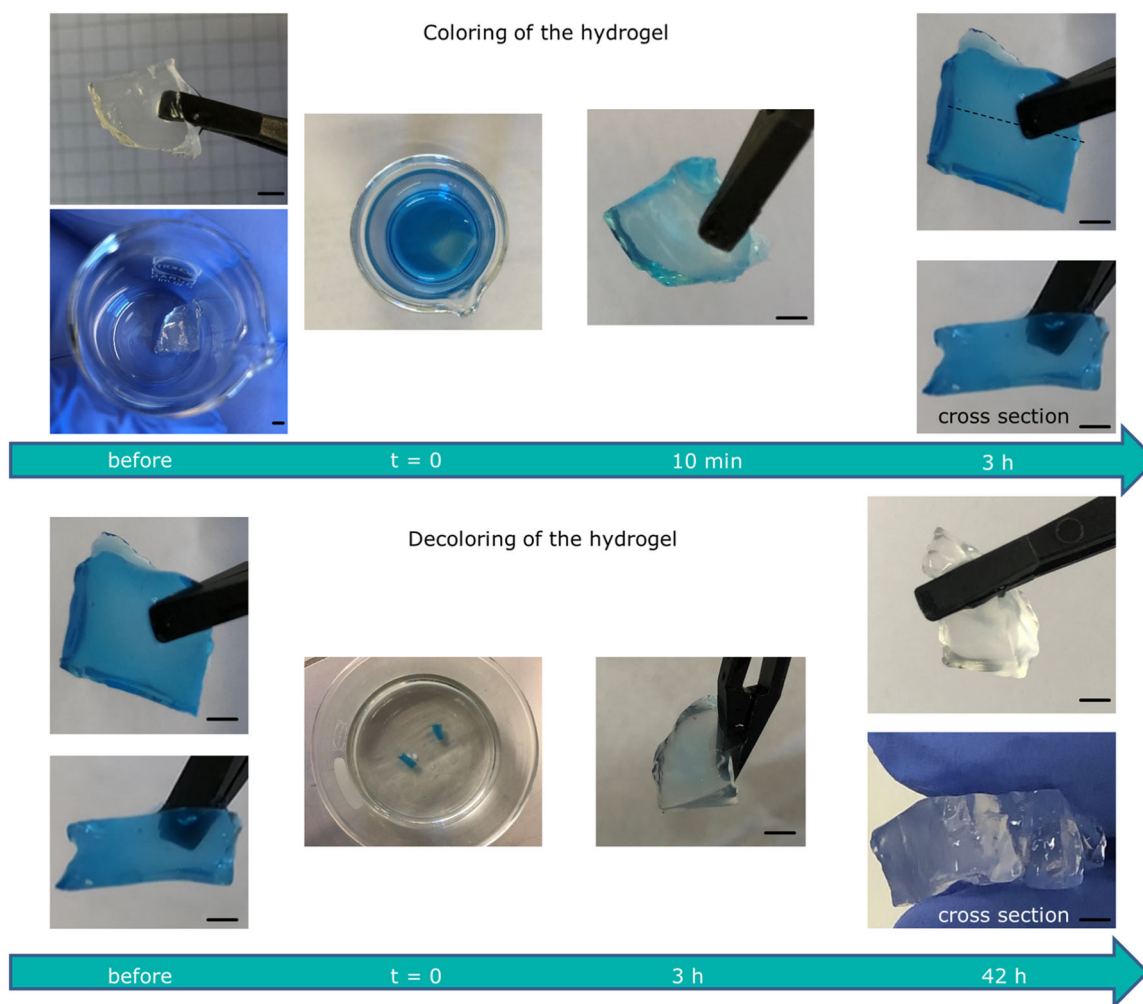 Coloring of the hydrogel
cross section
before
t = 0
10 min
3 h
Decoloring of the hydrogel
cross section
before
t = 0
3 h
42 h